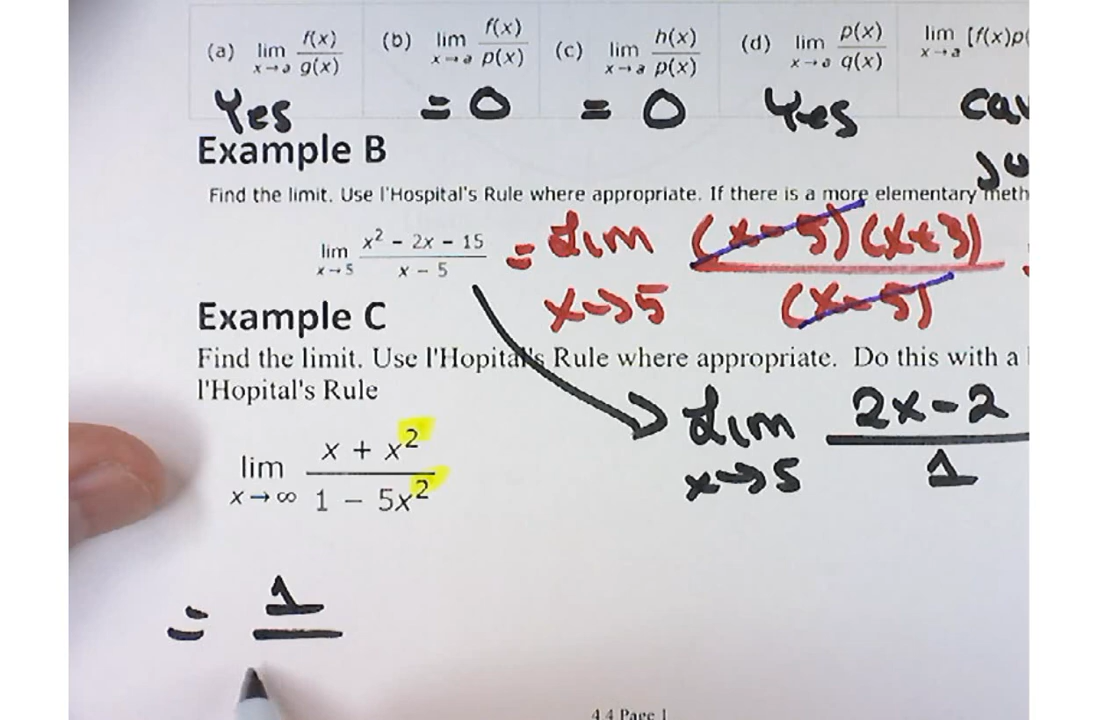 (a) lim x→a f(x)/g(x) (b) lim x→a f(x)/p(x) (c) lim x→a h(x)/p(x) (d) lim x→a p(x)/q(x) lim x→a [f(x)p(
Yes = 0 = 0 Yes
Example B
Find the limit. Use l'Hospital's Rule where appropriate. If there is a more elementary meth
lim x→5 x² - 2x - 15 / x - 5 = Lim x→5 (x-5)(x+3) / (x-5) =
Example C
Find the limit. Use l'Hopital's Rule where appropriate. Do this with a
l'Hopital's Rule
Lim x→5 2x-2 / 1
lim x→∞ x + x² / 1 - 5x²
= 1
4.4 Page 1